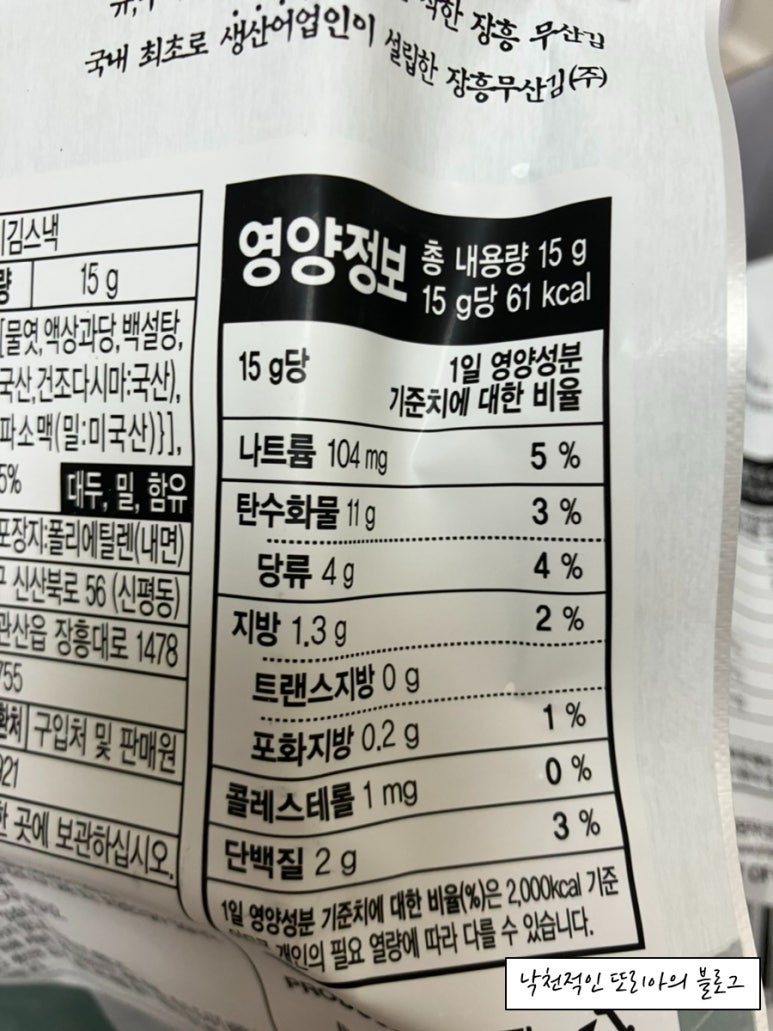 한 장흥 무산김
국내 최초로 생산어업인이 설립한 장흥무산김(주)
김스낵
량 15 g
[물엿,액상과당,백설탕,
국산,건조다시마:국산),
파소맥(밀:미국산)}],
5% 대두, 밀, 함유
포장지:폴리에틸렌(내면)
신산북로 56 (신평동)
관산읍 장흥대로 1478
755
구입처 및 판매원
921
한 곳에 보관하십시오.
영양정보 총 내용량 15 g
15 g당 61 kcal
15 g당 1일 영양성분
기준치에 대한 비율
나트륨 104 mg 5 %
탄수화물 11 g 3 %
당류 4 g 4 %
지방 1.3 g 2 %
트랜스지방 0 g
포화지방 0.2 g 1 %
콜레스테롤 1 mg 0 %
단백질 2 g 3 %
1일 영양성분 기준치에 대한 비율(%)은 2,000kcal 기준
개인의 필요 열량에 따라 다를 수 있습니다.
낙천적인 또리아의 블로그